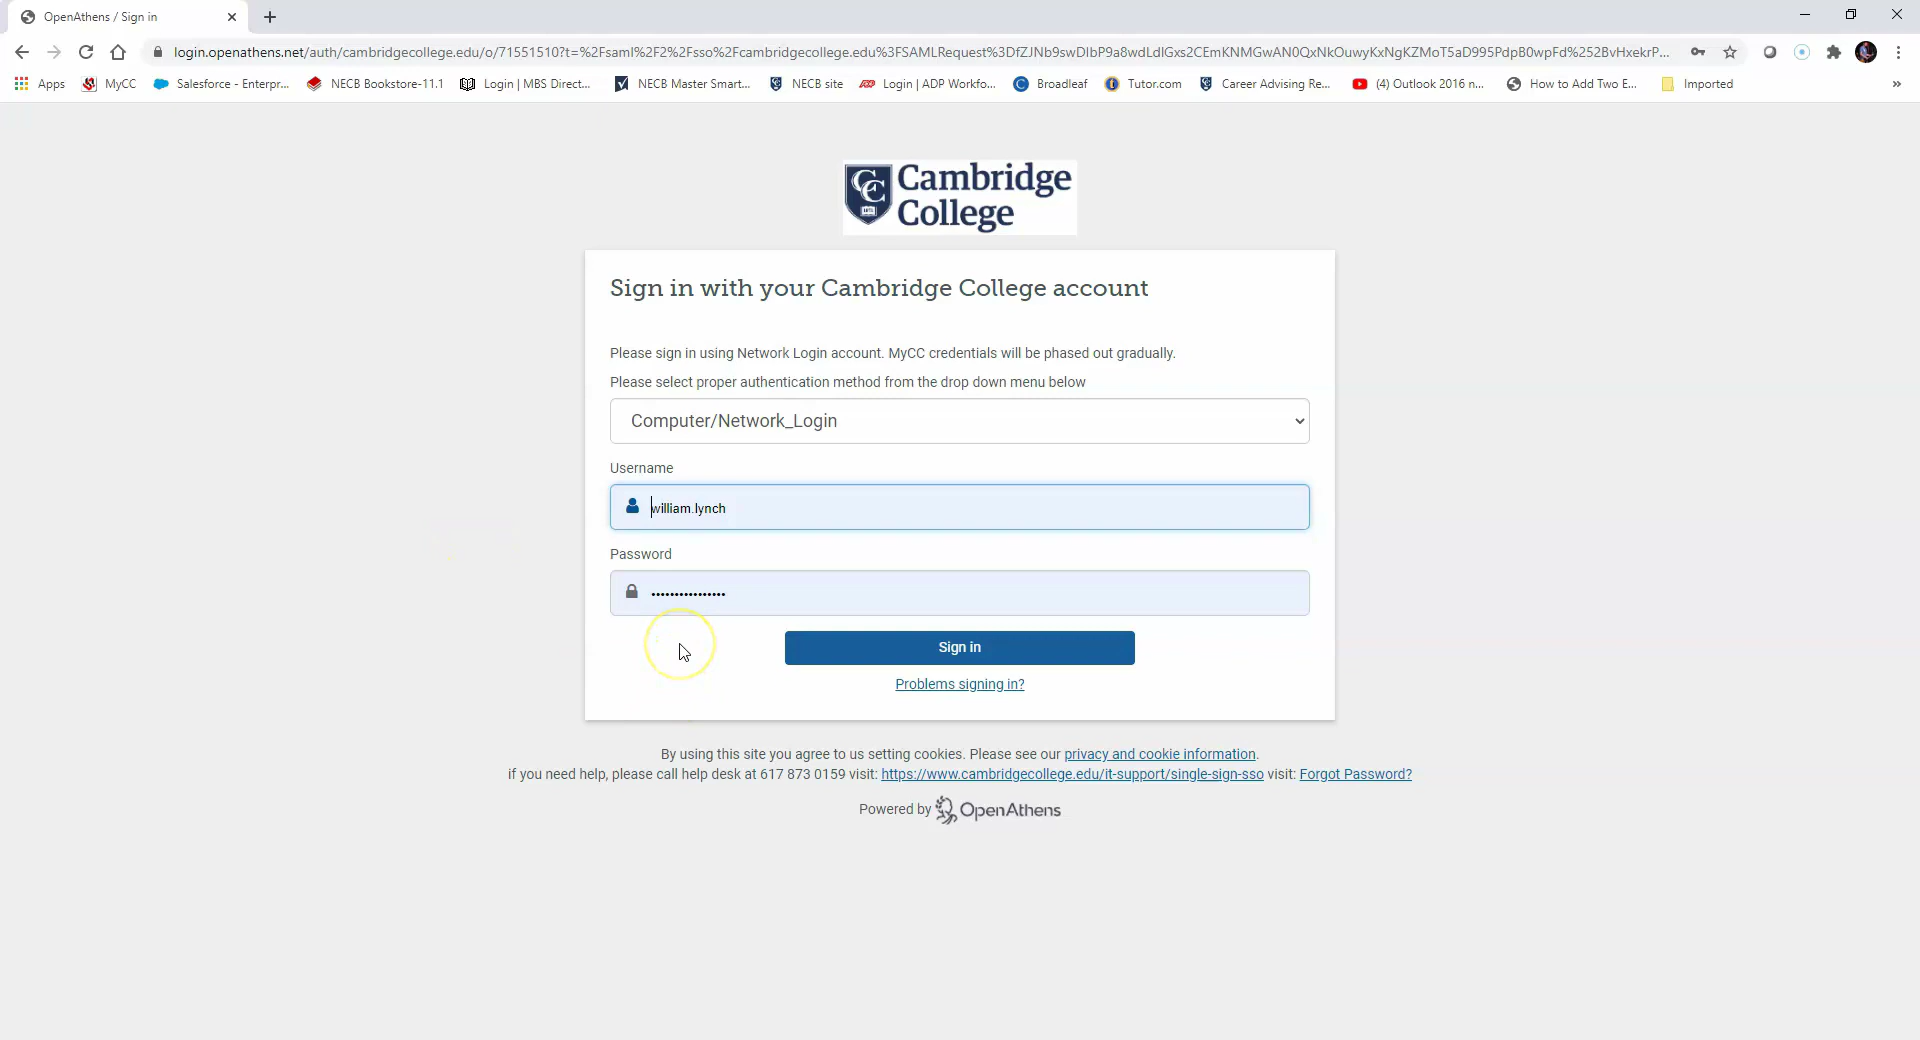 OpenAthens / Sign in
login.openathens.net/auth/cambridgecollege.edu/o/71551510?t=%2Fsaml%2F2%2Fsso%2Fcambridgecollege.edu%3FSAMLRequest%3DfZJNb9swDIbP9a8wdLdlGxs2CEmKNMGwAN0QxNkOuwyKxNgKZMoT5aD995PdpB0wpFd%252BvHxekrP...
Apps MyCC Salesforce - Enterpr... NECB Bookstore-11.1 Login | MBS Direct... NECB Master Smart... NECB site Login | ADP Workfo... Broadleaf Tutor.com Career Advising Re... (4) Outlook 2016 n... How to Add Two E... Imported
Cambridge
College
Sign in with your Cambridge College account
Please sign in using Network Login account. MyCC credentials will be phased out gradually.
Please select proper authentication method from the drop down menu below
Computer/Network_Login
Username
william.lynch
Password
Sign in
Problems signing in?
By using this site you agree to us setting cookies. Please see our privacy and cookie information.
if you need help, please call help desk at 617 873 0159 visit: https://www.cambridgecollege.edu/it-support/single-sign-sso visit: Forgot Password?
Powered by OpenAthens